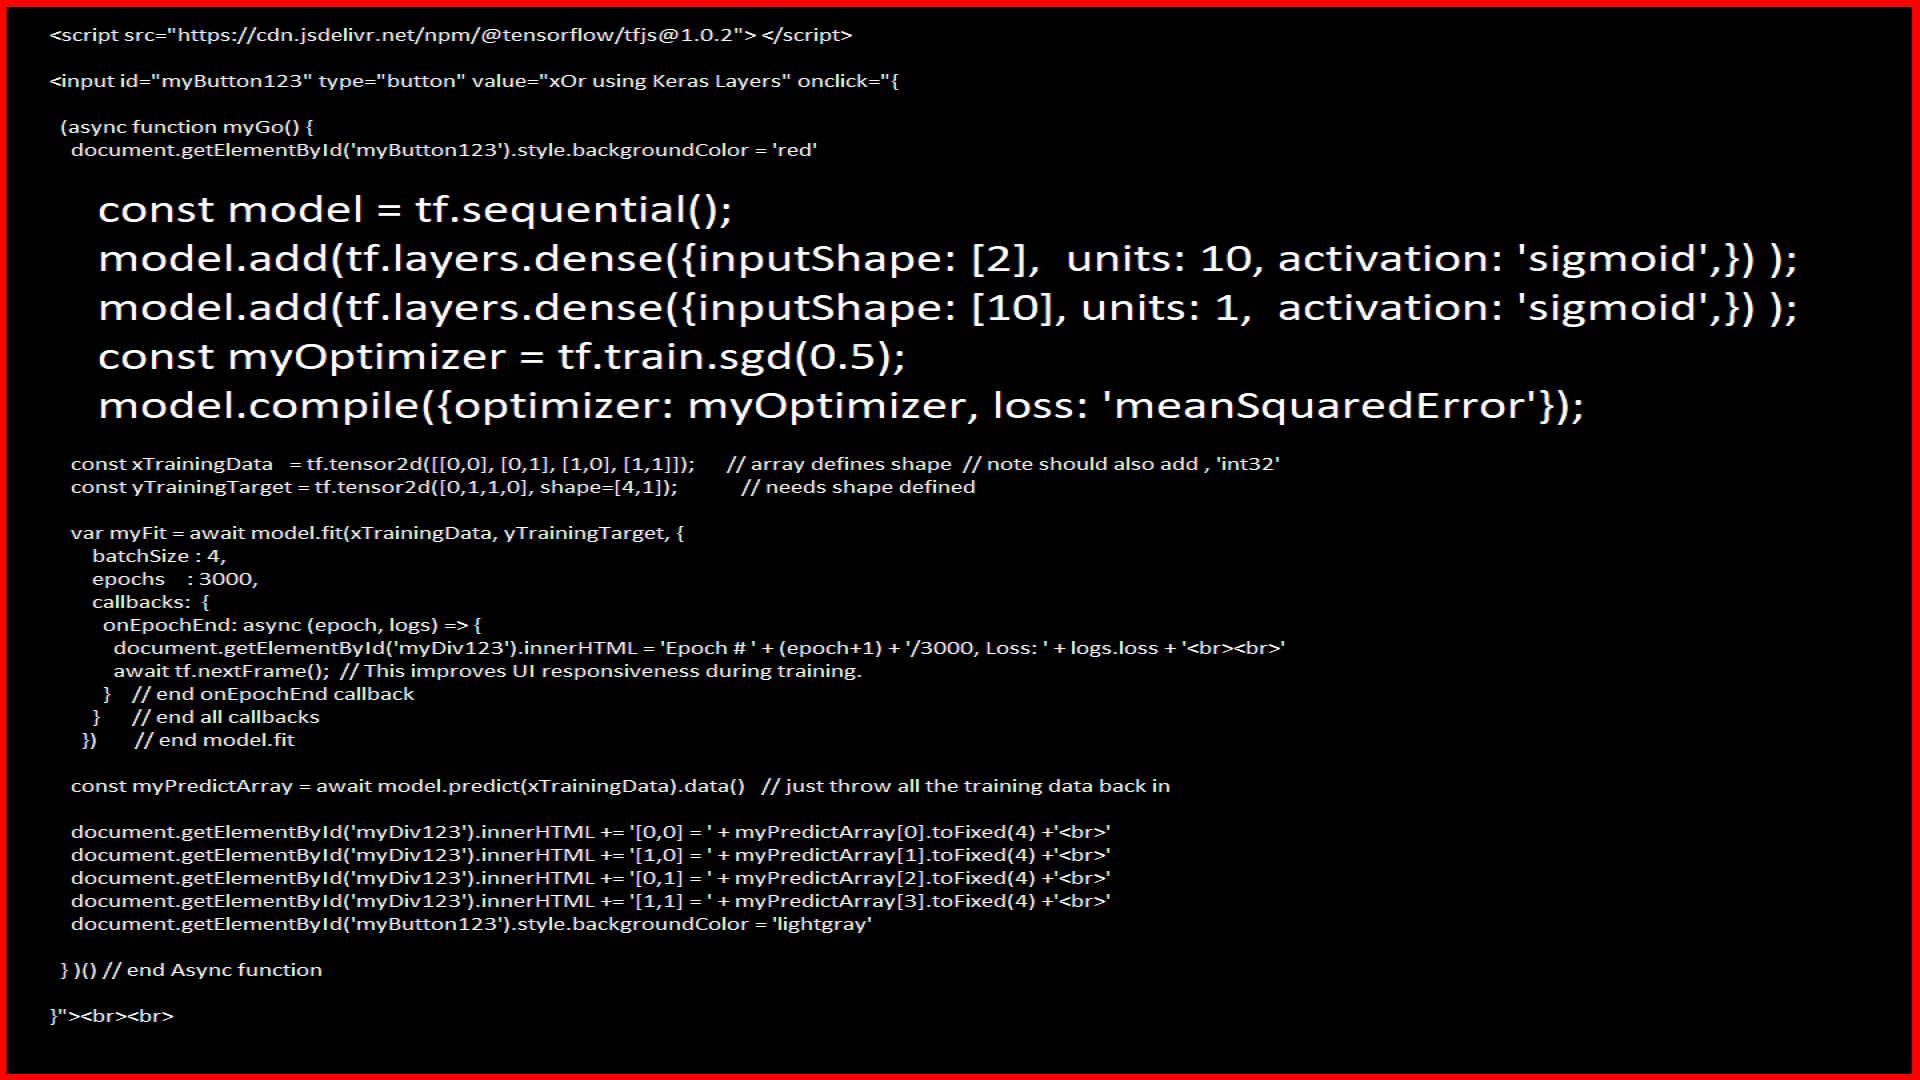 <script src="https://cdn.jsdelivr.net/npm/@tensorflow/tfjs@1.0.2"> </script>
<input id="myButton123" type="button" value="xOr using Keras Layers" onclick="{
(async function myGo() {
document.getElementById('myButton123').style.backgroundColor = 'red'
const model = tf.sequential();
model.add(tf.layers.dense({inputShape: [2],  units: 10, activation: 'sigmoid',}) );
model.add(tf.layers.dense({inputShape: [10], units: 1,  activation: 'sigmoid',}) );
const myOptimizer = tf.train.sgd(0.5);
model.compile({optimizer: myOptimizer, loss: 'meanSquaredError'});
const xTrainingData   = tf.tensor2d([[0,0], [0,1], [1,0], [1,1]]);     // array defines shape  // note should also add , 'int32'
const yTrainingTarget = tf.tensor2d([0,1,1,0], shape=[4,1]);          // needs shape defined
var myFit = await model.fit(xTrainingData, yTrainingTarget, {
batchSize : 4,
epochs    : 3000,
callbacks:  {
onEpochEnd: async (epoch, logs) => {
document.getElementById('myDiv123').innerHTML = 'Epoch # ' + (epoch+1) + '/3000, Loss: ' + logs.loss + '<br><br>'
await tf.nextFrame();  // This improves UI responsiveness during training.
}    // end onEpochEnd callback
}     // end all callbacks
})      // end model.fit
const myPredictArray = await model.predict(xTrainingData).data()   // just throw all the training data back in
document.getElementById('myDiv123').innerHTML += '[0,0] = ' + myPredictArray[0].toFixed(4) +'<br>'
document.getElementById('myDiv123').innerHTML += '[1,0] = ' + myPredictArray[1].toFixed(4) +'<br>'
document.getElementById('myDiv123').innerHTML += '[0,1] = ' + myPredictArray[2].toFixed(4) +'<br>'
document.getElementById('myDiv123').innerHTML += '[1,1] = ' + myPredictArray[3].toFixed(4) +'<br>'
document.getElementById('myButton123').style.backgroundColor = 'lightgray'
} )() // end Async function
}"><br><br>